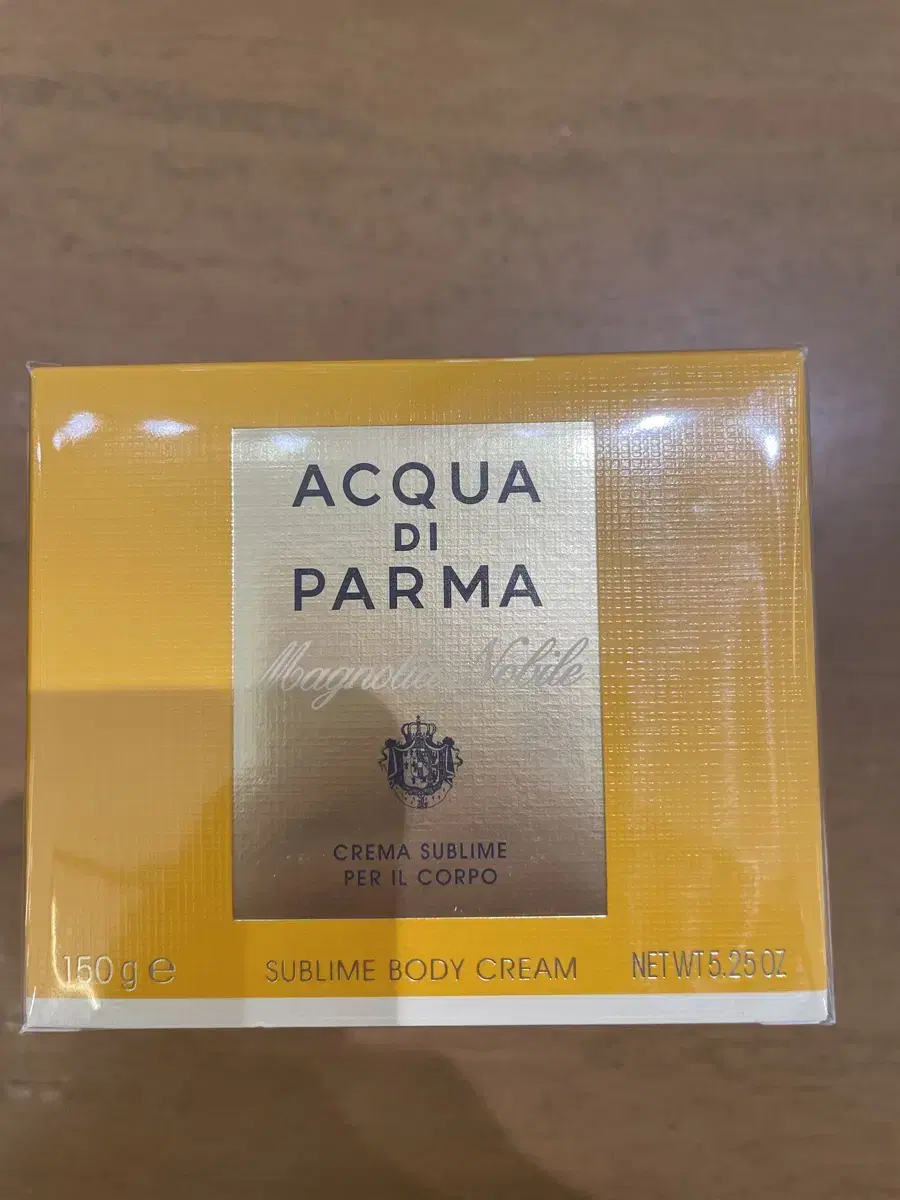 ACQUA
DI
PARMA
Magnolia Nobile
CREMA SUBLIME
PER IL CORPO
150 g ℮ SUBLIME BODY CREAM NET WT 5.25 OZ